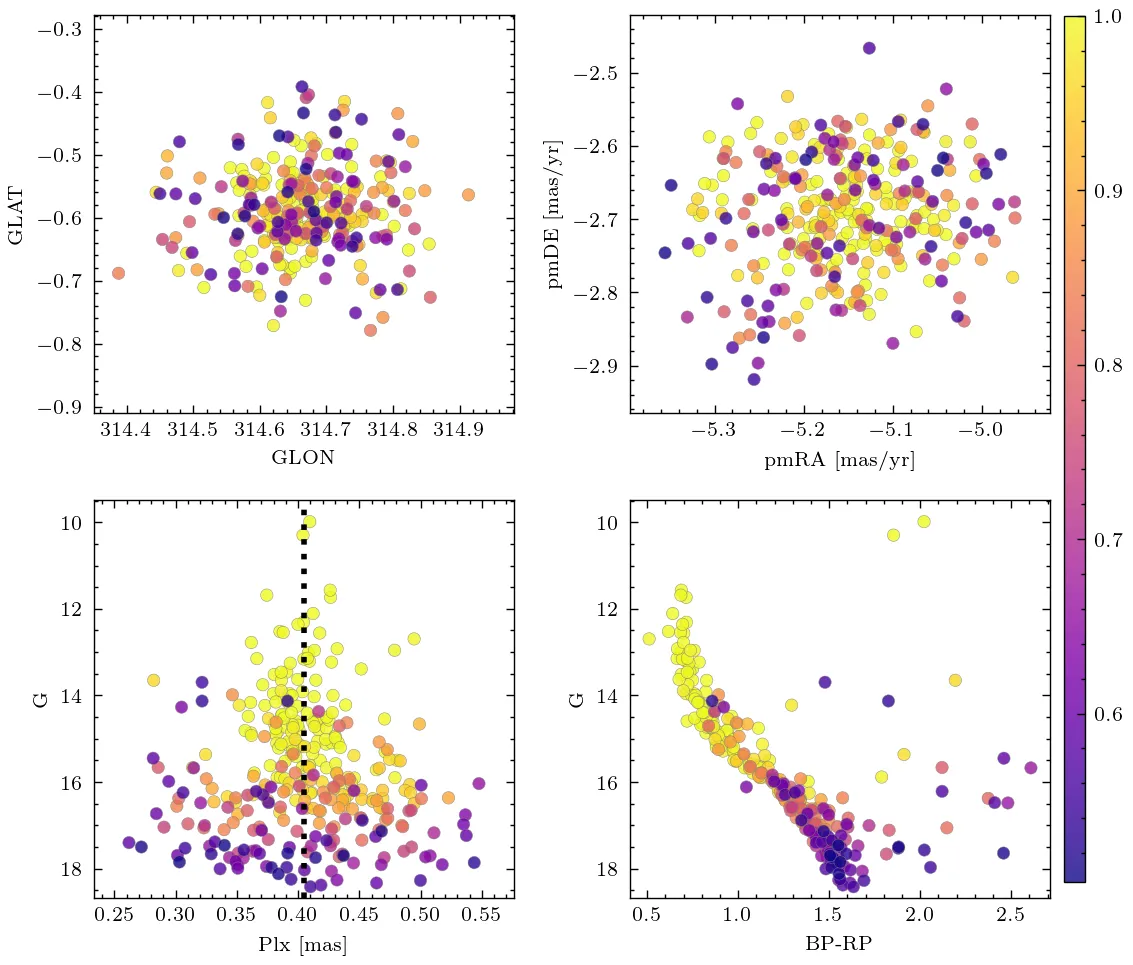 −0.3
−0.4
−0.5
−0.6
−0.7
−0.8
−0.9
GLAT
314.4 314.5 314.6 314.7 314.8 314.9
GLON
−2.5
−2.6
−2.7
−2.8
−2.9
pmDE [mas/yr]
−5.3 −5.2 −5.1 −5.0
pmRA [mas/yr]
1.0
0.9
0.8
0.7
0.6
10
12
14
16
18
G
0.25 0.30 0.35 0.40 0.45 0.50 0.55
Plx [mas]
10
12
14
16
18
G
0.5 1.0 1.5 2.0 2.5
BP-RP